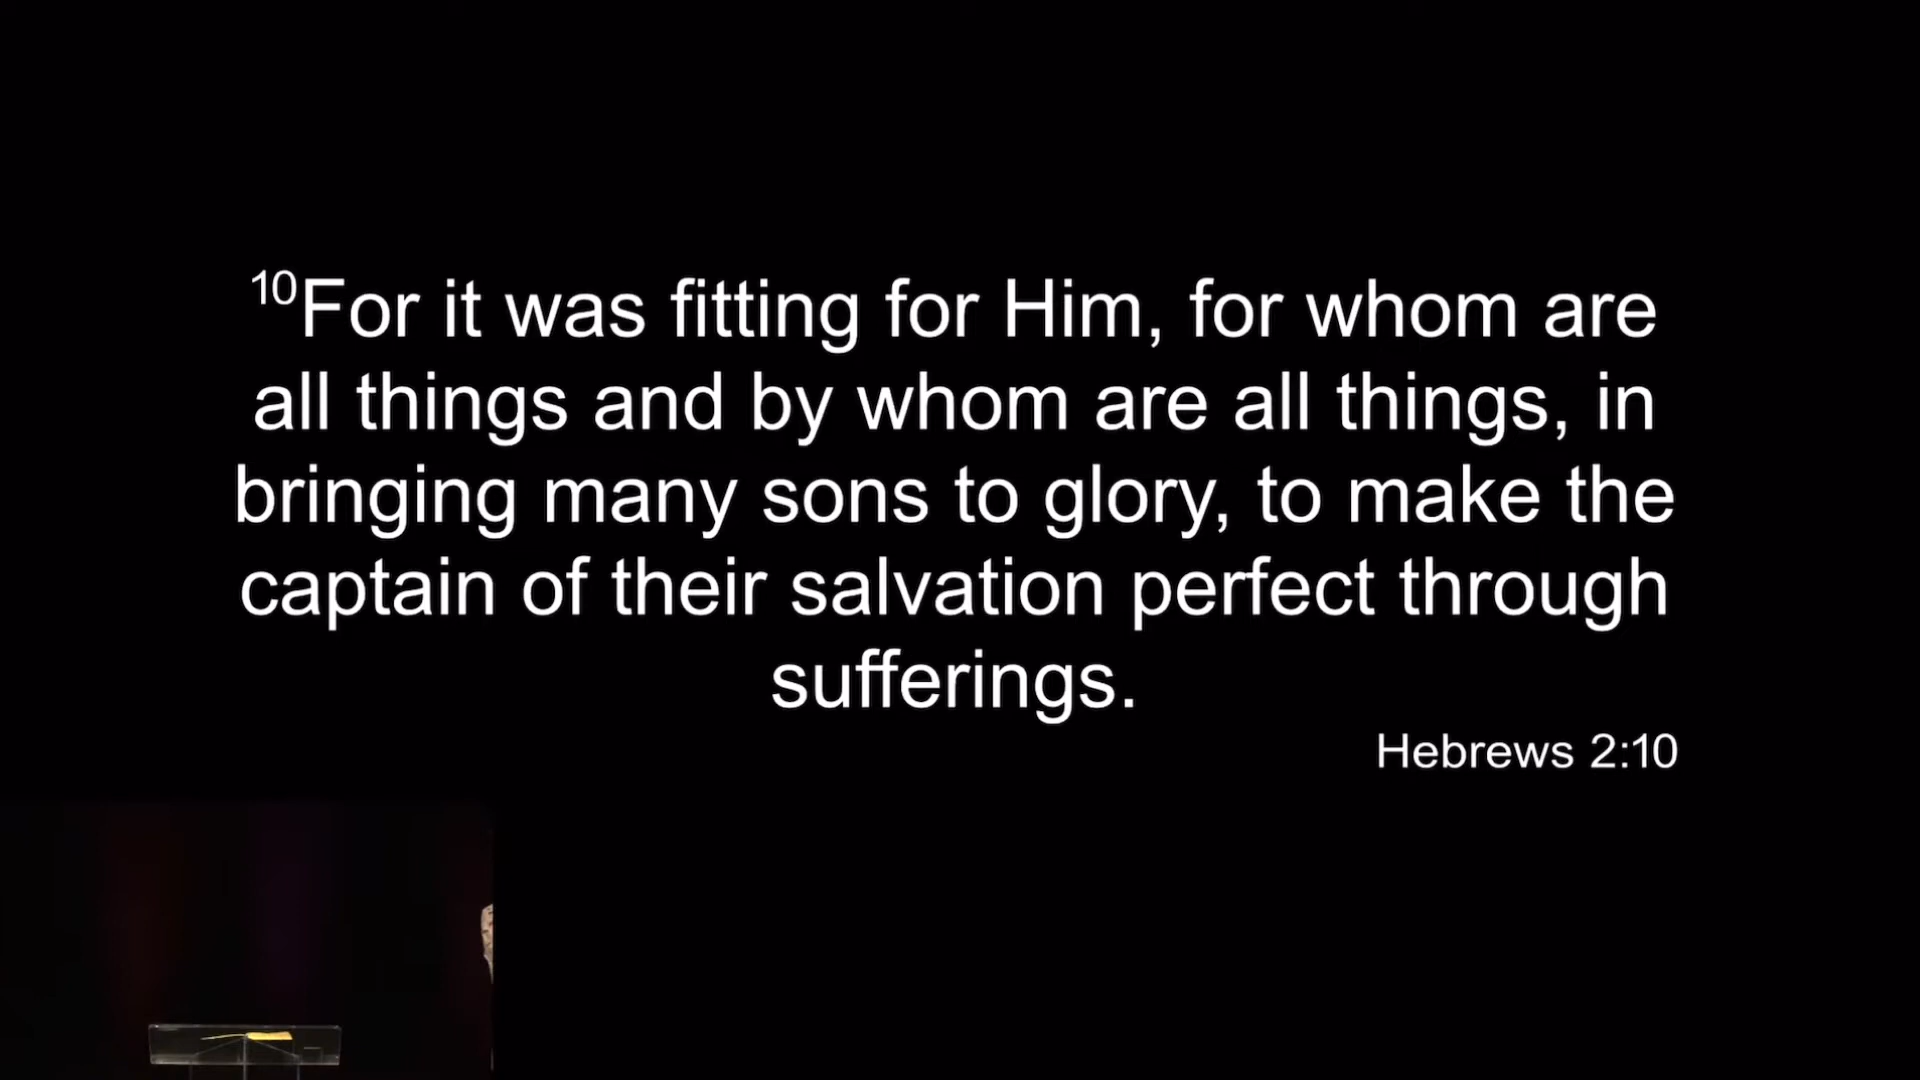 10For it was fitting for Him, for whom are
all things and by whom are all things, in
bringing many sons to glory, to make the
captain of their salvation perfect through
sufferings.
Hebrews 2:10